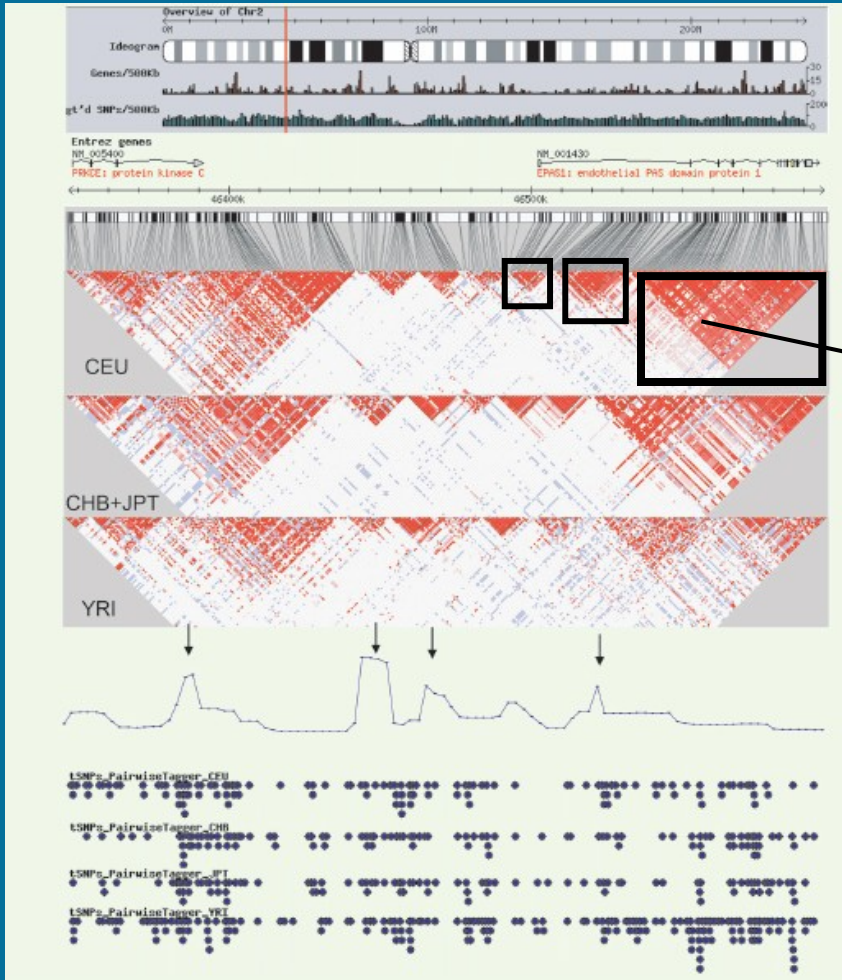 Overview of Chr2
0M 100M 200M
Ideogram
Genes/500Kb
30
15
0
gt'd SNPs/500Kb
200
0
Entrez genes
NM_005400 NM_001430
PRKCE: protein kinase C EPAS1: endothelial PAS domain protein 1
46400k 46500k
CEU
CHB+JPT
YRI
tSNPs_PairwiseTagger_CEU
tSNPs_PairwiseTagger_CHB
tSNPs_PairwiseTagger_JPT
tSNPs_PairwiseTagger_YRI